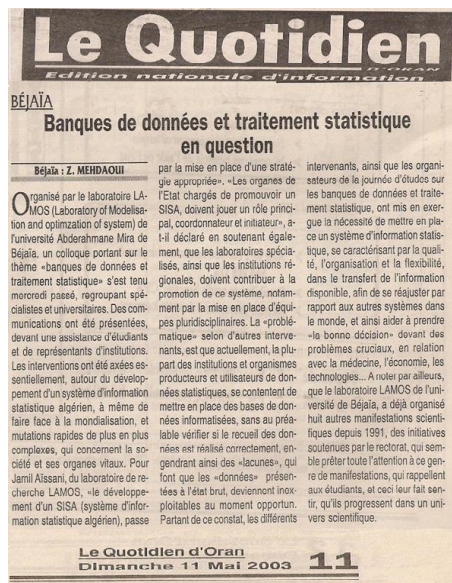 Le Quotidien
D'ORAN
Edition nationale d'information
BÉJAÏA
Banques de données et traitement statistique
en question
Béjaïa : Z. MEHDAOUI
Organisé par le laboratoire LA-
MOS (Laboratory of Modelisa-
tion and optimzation of system) de
l'université Abderahmane Mira de
Béjaïa, un colloque portant sur le
thème «banques de données et
traitement statistique» s'est tenu
mercredi passé, regroupant spé-
cialistes et universitaires. Des com-
munications ont été présentées,
devant une assistance d'étudiants
et de représentants d'institutions.
Les interventions ont été axées es-
sentiellement, autour du dévelop-
pement d'un système d'information
statistique algérien, à même de
faire face à la mondialisation, et
mutations rapides de plus en plus
complexes, qui concernent la so-
ciété et ses organes vitaux. Pour
Jamil Aïssani, du laboratoire de re-
cherche LAMOS, «le développe-
ment d'un SISA (système d'infor-
mation statistique algérien), passe
par la mise en place d'une straté-
gie appropriée». «Les organes de
l'Etat chargés de promouvoir un
SISA, doivent jouer un rôle princi-
pal, coordonnateur et initiateur», a-
t-il déclaré en soutenant égale-
ment, que les laboratoires spécia-
lisés, ainsi que les institutions ré-
gionales, doivent contribuer à la
promotion de ce système, notam-
ment par la mise en place d'équi-
pes pluridisciplinaires. La «problé-
matique» selon d'autres interve-
nants, est que actuellement, la plu-
part des institutions et organismes
producteurs et utilisateurs de don-
nées statistiques, se contentent de
mettre en place des bases de don-
nées informatisées, sans au préa-
lable vérifier si le recueil des don-
nées est réalisé correctement, en-
gendrant ainsi des «lacunes», qui
font que les «données» présen-
tées à l'état brut, deviennent inex-
ploitables au moment opportun.
Partant de ce constat, les différents
intervenants, ainsi que les organi-
sateurs de la journée d'études sur
les banques de données et traite-
ment statistique, ont mis en exer-
gue la nécessité de mettre en pla-
ce un système d'information statis-
tique, se caractérisant par la quali-
té, l'organisation et la flexibilité,
dans le transfert de l'information
disponible, afin de se réajuster par
rapport aux autres systèmes dans
le monde, et ainsi aider à prendre
«la bonne décision» devant des
problèmes cruciaux, en relation
avec la médecine, l'économie, les
technologies... A noter par ailleurs,
que le laboratoire LAMOS de l'uni-
versité de Béjaïa, a déjà organisé
huit autres manifestations scienti-
fiques depuis 1991, des initiatives
soutenues par le rectorat, qui sem-
ble prêter toute l'attention à ce gen-
re de manifestations, qui rappellent
aux étudiants, et ceci leur fait sen-
tir, qu'ils progressent dans un uni-
vers scientifique.
Le Quotidien d'Oran
Dimanche 11 Mai 2003
11